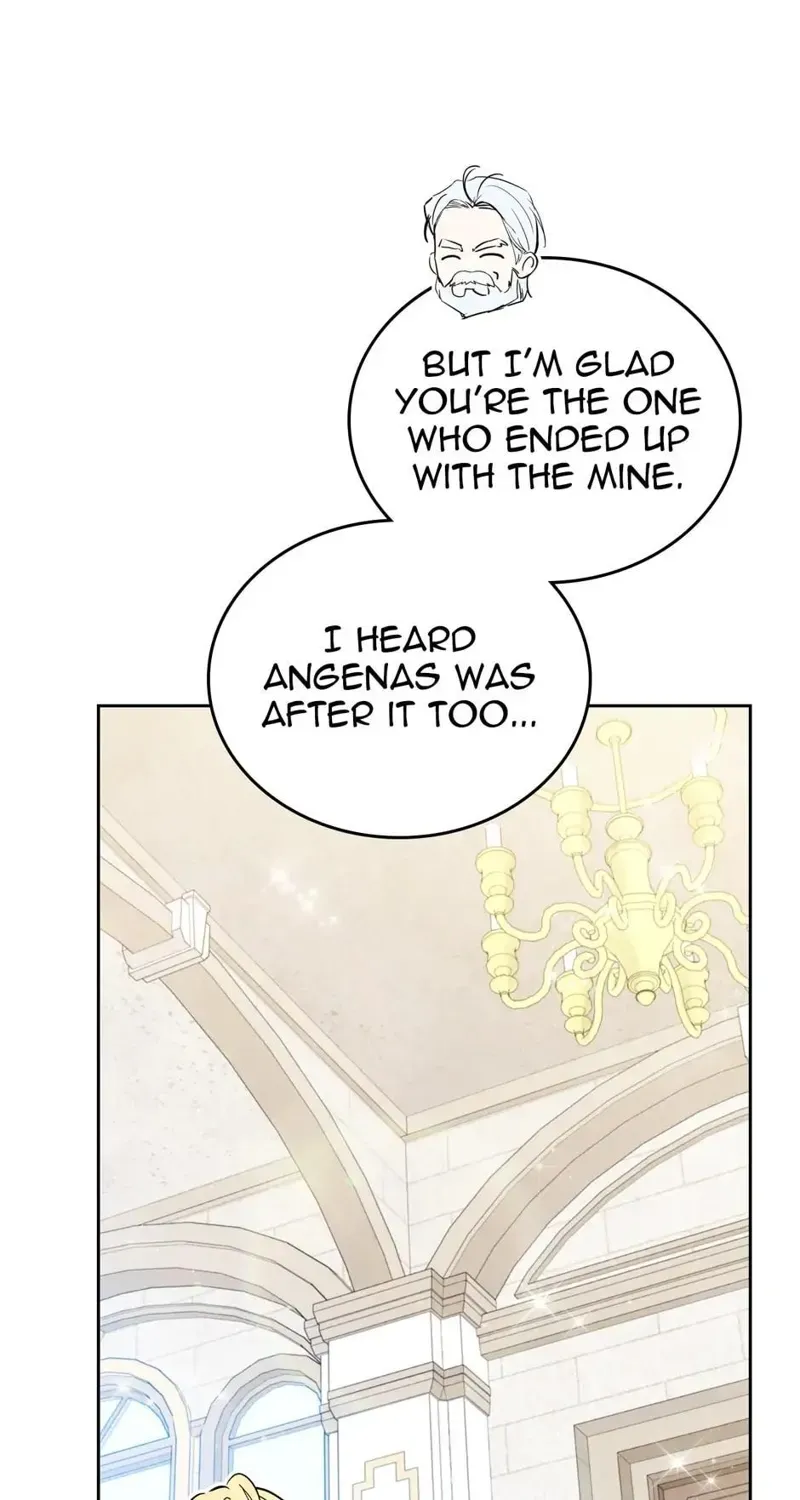 BUT I'M GLAD
YOU'RE THE ONE
WHO ENDED UP
WITH THE MINE.
I HEARD
ANGENAS WAS
AFTER IT TOO...